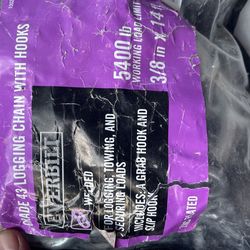 GRADE 43 LOGGING CHAIN WITH HOOKS
5400 lb
WORKING LOAD LIMIT
3/8 in x 14 f
EVERBILT
WELDED
FOR LOGGING, TOWING, AND
SECURING LOADS
INCLUDES: A GRAB HOOK AND
SLIP HOOK